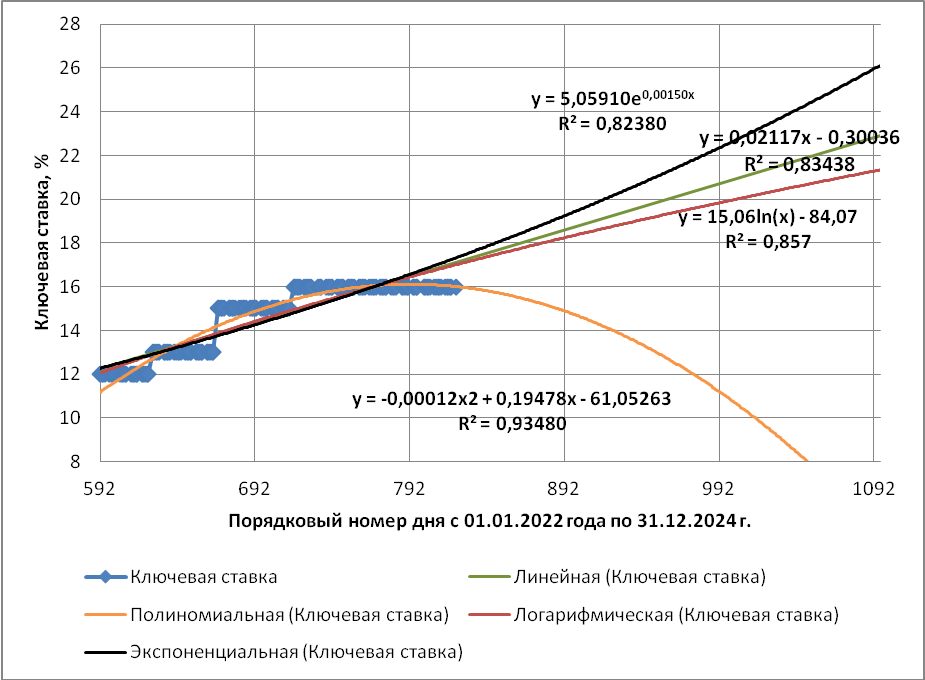 28
26
24
22
20
18
16
14
12
10
8
Ключевая ставка, %
y = 5,05910e^0,00150x
R² = 0,82380
y = 0,02117x - 0,30036
R² = 0,83438
y = 15,06ln(x) - 84,07
R² = 0,857
y = -0,00012x2 + 0,19478x - 61,05263
R² = 0,93480
592 692 792 892 992 1092
Порядковый номер дня с 01.01.2022 года по 31.12.2024 г.
Ключевая ставка
Линейная (Ключевая ставка)
Полиномиальная (Ключевая ставка)
Логарифмическая (Ключевая ставка)
Экспоненциальная (Ключевая ставка)